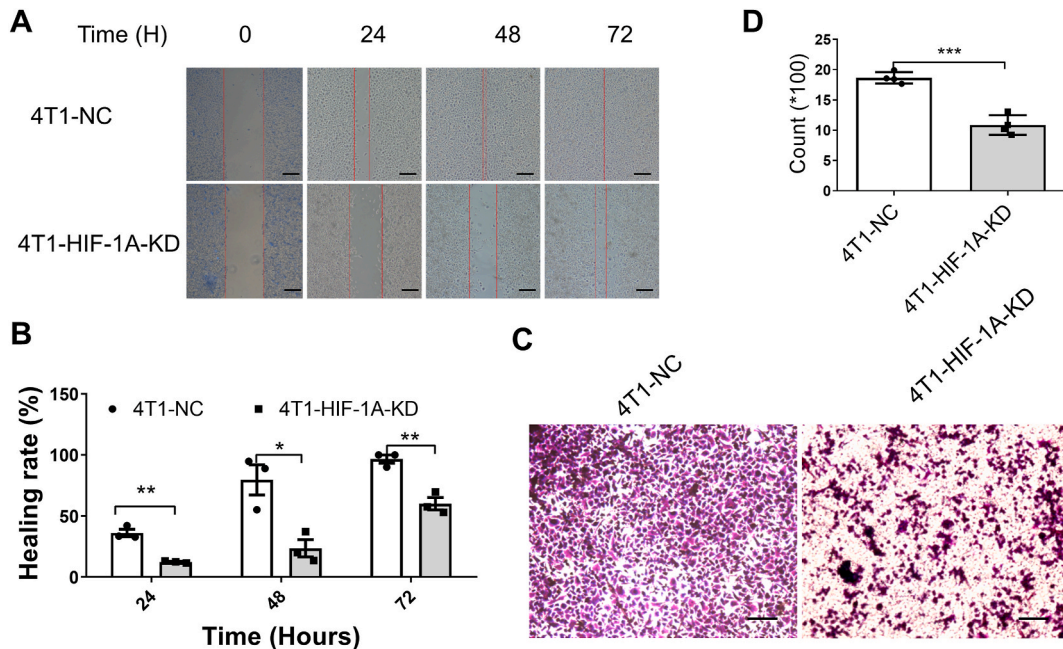 A
Time (H) 0 24 48 72
4T1-NC
4T1-HIF-1A-KD
D
Count (*100)
25
20
15
10
5
0
***
4T1-NC
4T1-HIF-1A-KD
B
Healing rate (%)
150
100
50
0
4T1-NC 4T1-HIF-1A-KD
** * **
24 48 72
Time (Hours)
C
4T1-NC
4T1-HIF-1A-KD